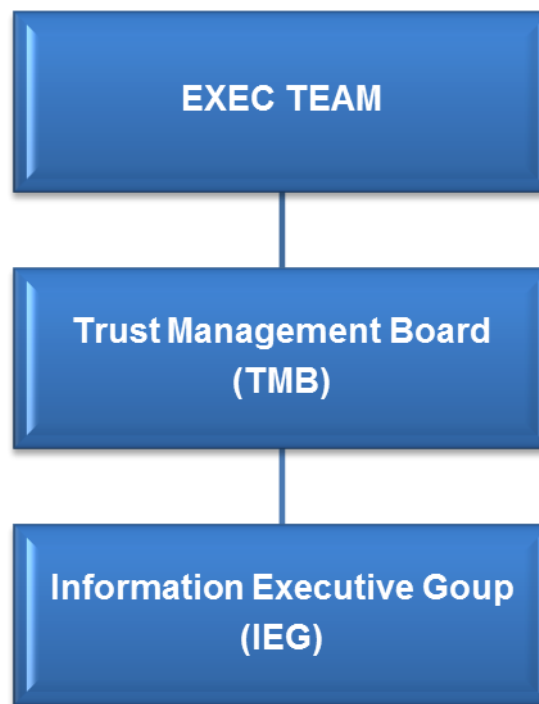 EXEC TEAM
Trust Management Board
(TMB)
Information Executive Goup
(IEG)